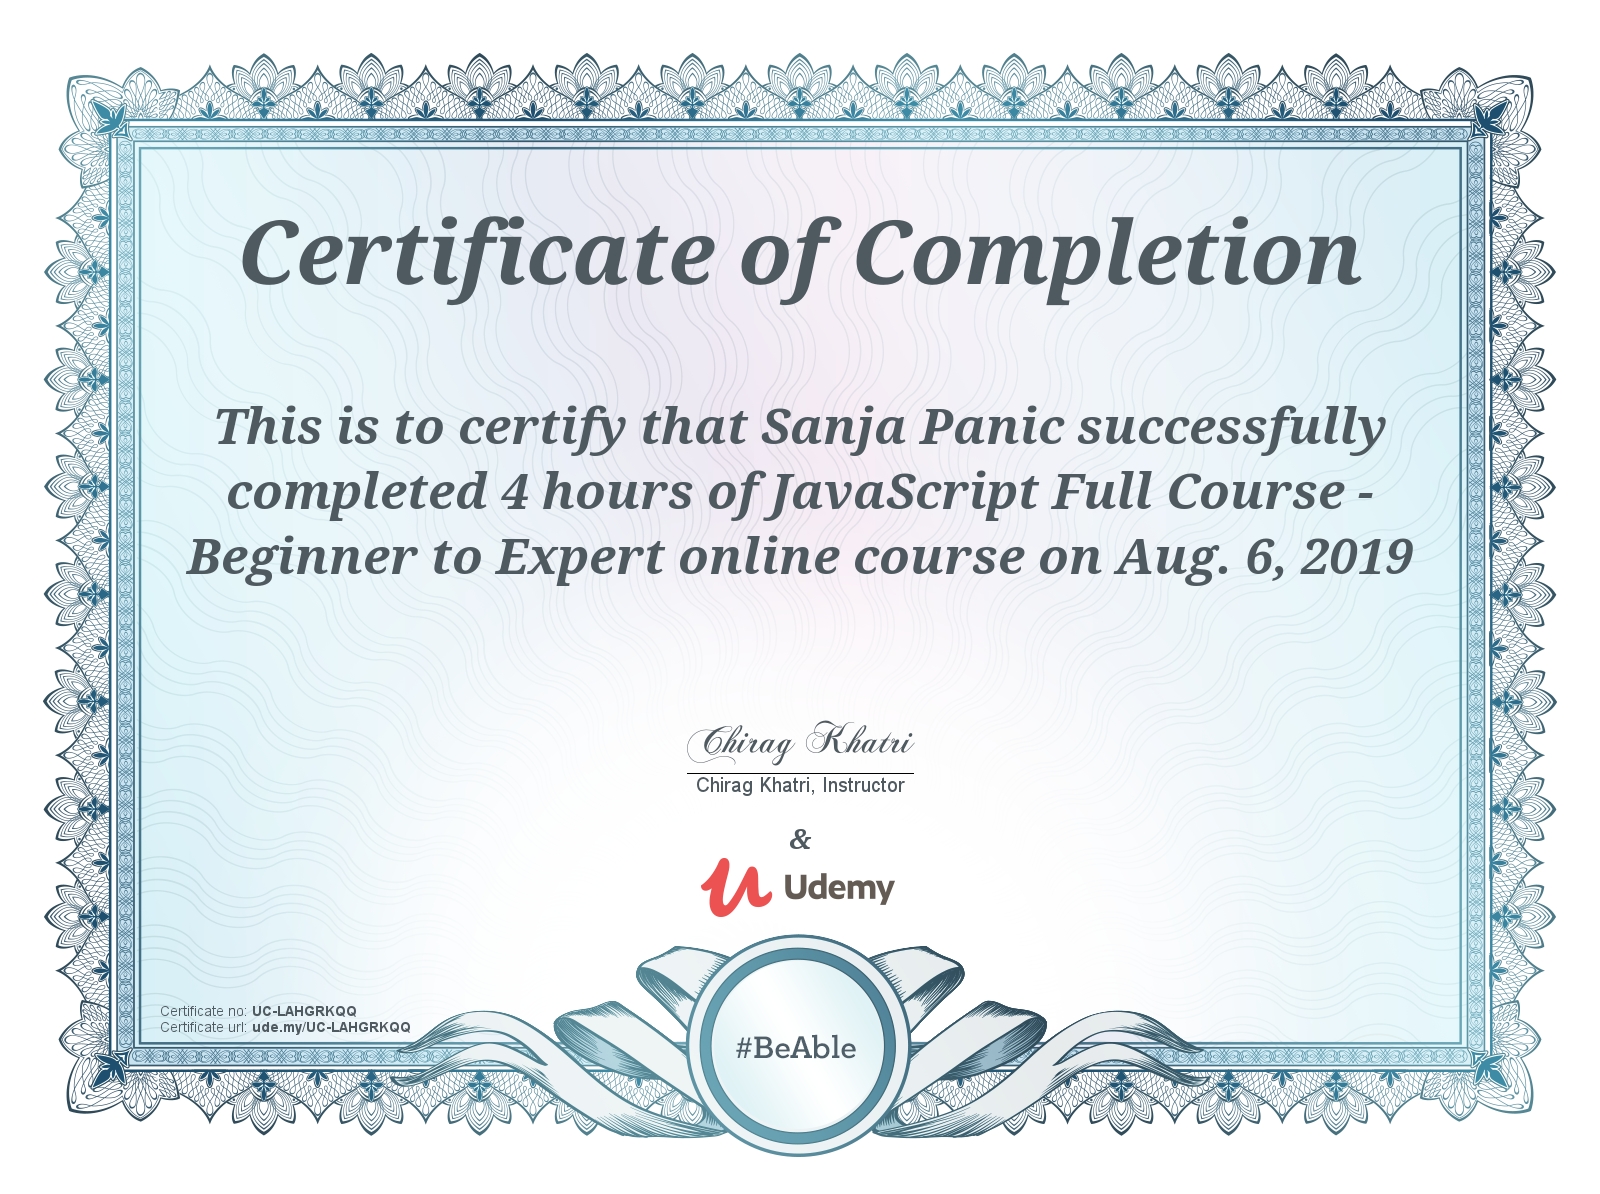 Certificate of Completion
This is to certify that Sanja Panic successfully
completed 4 hours of JavaScript Full Course -
Beginner to Expert online course on Aug. 6, 2019
Chirag Khatri
Chirag Khatri, Instructor
&
Udemy
Certificate no: UC-LAHGRKQQ
Certificate url: ude.my/UC-LAHGRKQQ
#BeAble